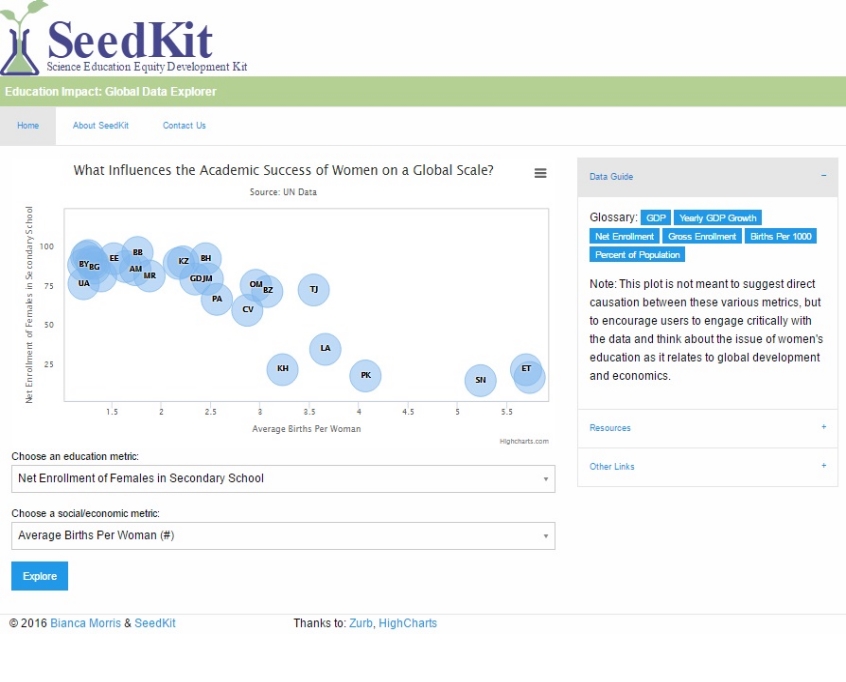 SeedKit
Science Education Equity Development Kit
Education Impact: Global Data Explorer
Home About SeedKit Contact Us
What Influences the Academic Success of Women on a Global Scale?
Source: UN Data
Net Enrollment of Females in Secondary School
100
75
50
25
BY BG UA EE BB AM MR KZ BH GD JM PA OM BZ CV TJ
LA KH PK SN ET
1.5 2 2.5 3 3.5 4 4.5 5 5.5
Average Births Per Woman
Highcharts.com
Choose an education metric:
Net Enrollment of Females in Secondary School
Choose a social/economic metric:
Average Births Per Woman (#)
Explore
Data Guide −
Glossary: GDP Yearly GDP Growth
Net Enrollment Gross Enrollment Births Per 1000
Percent of Population
Note: This plot is not meant to suggest direct
causation between these various metrics, but
to encourage users to engage critically with
the data and think about the issue of women's
education as it relates to global development
and economics.
Resources +
Other Links +
© 2016 Bianca Morris & SeedKit Thanks to: Zurb, HighCharts